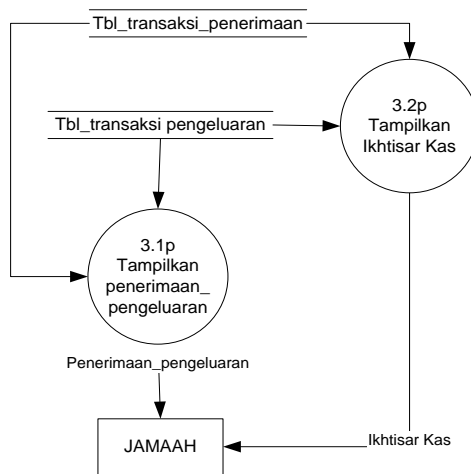 Tbl_transaksi_penerimaan
3.2p
Tampilkan
Ikhtisar Kas
Tbl_transaksi pengeluaran
3.1p
Tampilkan
penerimaan_
pengeluaran
Penerimaan_pengeluaran
JAMAAH
Ikhtisar Kas